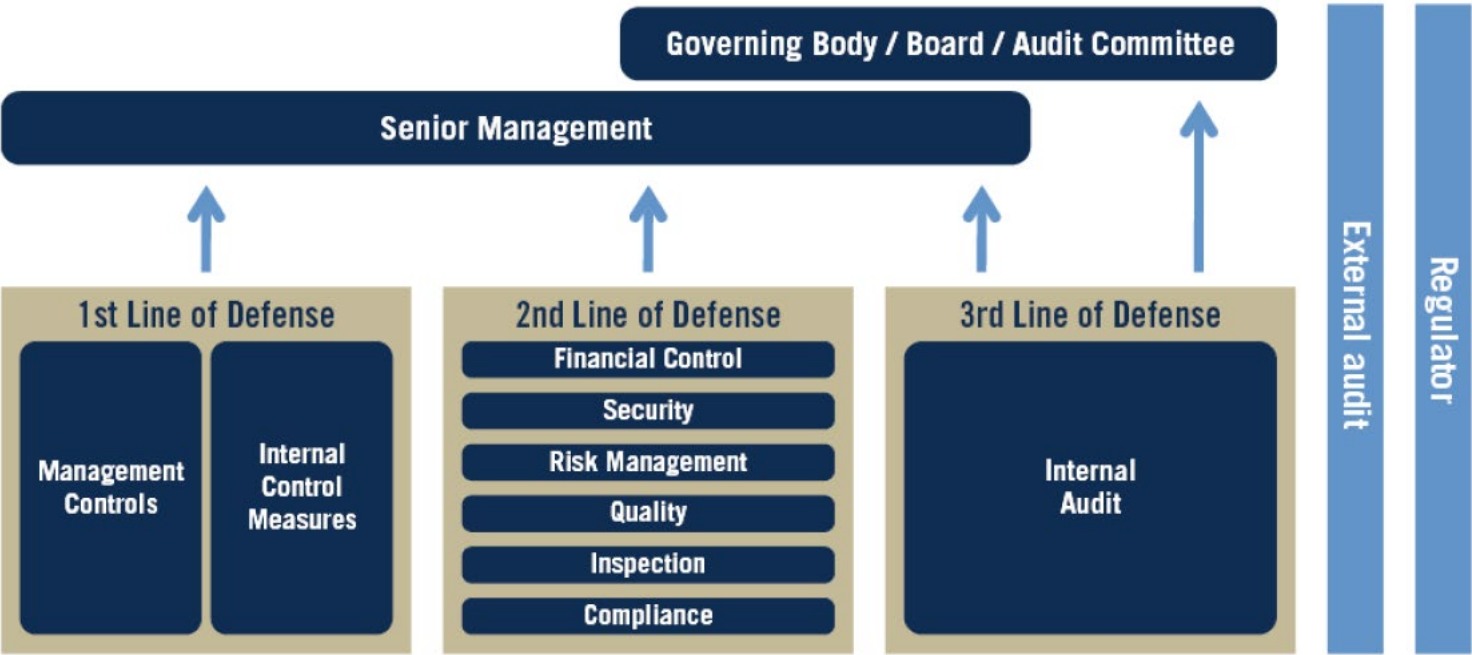 Governing Body / Board / Audit Committee
Senior Management
1st Line of Defense
Management
Controls
Internal
Control
Measures
2nd Line of Defense
Financial Control
Security
Risk Management
Quality
Inspection
Compliance
3rd Line of Defense
Internal
Audit
External audit
Regulator